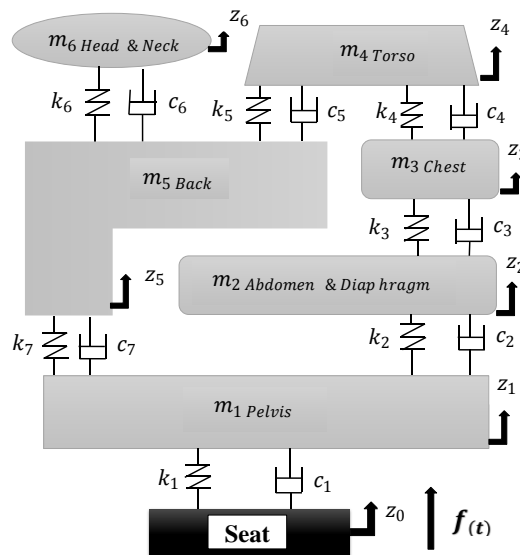 z₆
m₆ Head & Neck
z₄
m₄ Torso
k₆
c₆
k₅
c₅
k₄
c₄
m₅ Back
m₃ Chest
k₃
c₃
z₅
m₂ Abdomen & Diap hragm
z₂
k₇
c₇
k₂
c₂
m₁ Pelvis
z₁
k₁
c₁
Seat
z₀
f₍t₎